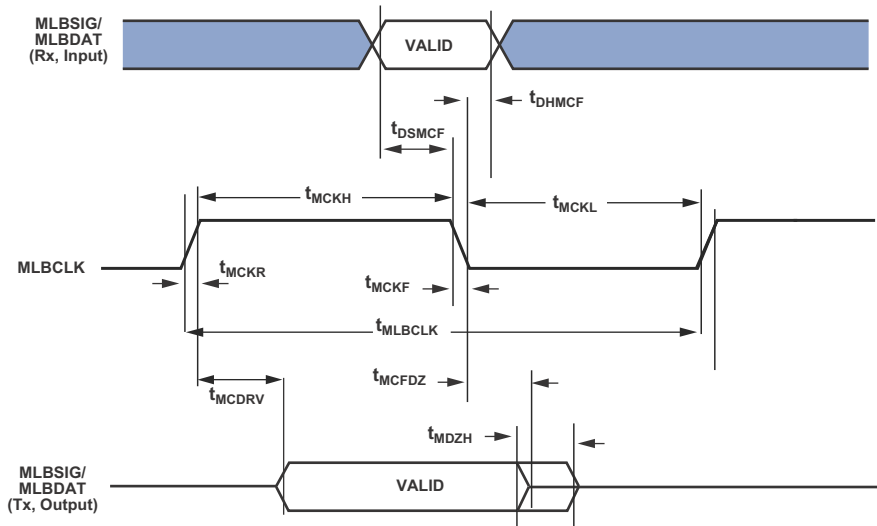 MLBSIG/
MLBDAT
(Rx, Input)
VALID
tDHMCF
tDSMCF
tMCKH
tMCKL
MLBCLK
tMCKR
tMCKF
tMLBCLK
tMCFDZ
tMCDRV
tMDZH
MLBSIG/
MLBDAT
(Tx, Output)
VALID